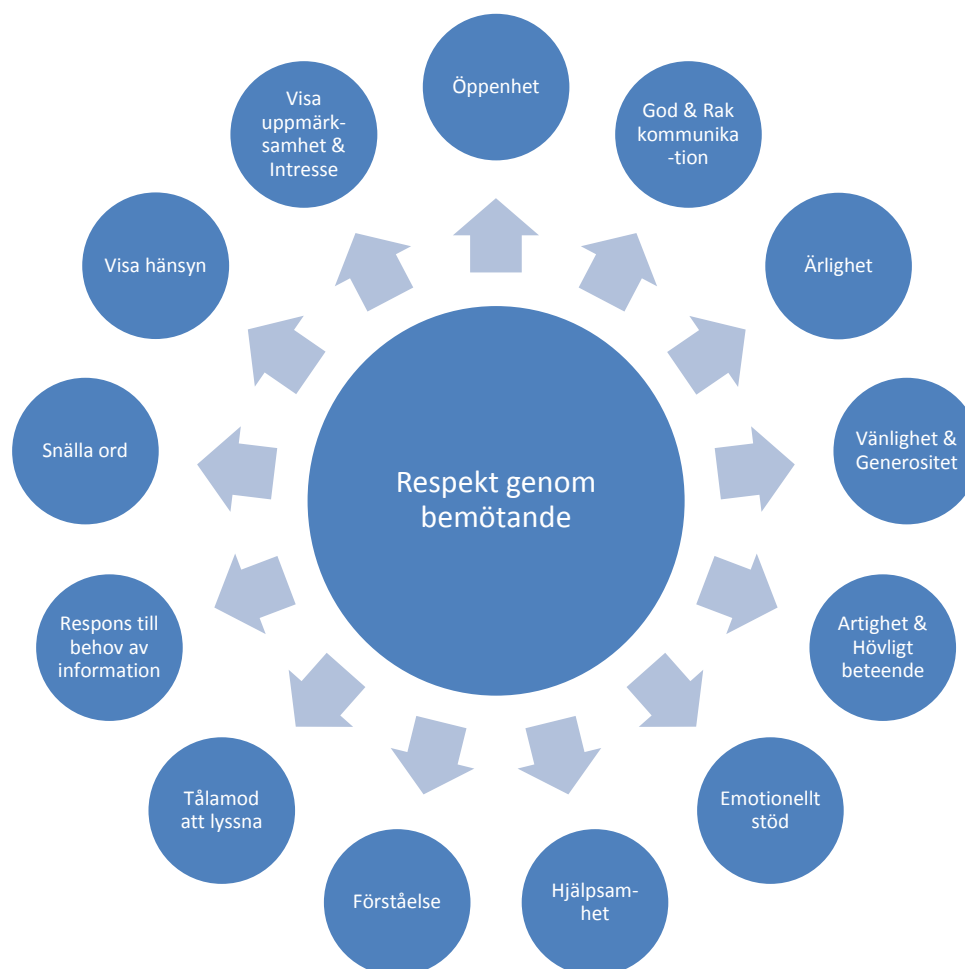 Öppenhet
God & Rak
kommunika
-tion
Ärlighet
Vänlighet &
Generositet
Artighet &
Hövligt
beteende
Emotionellt
stöd
Hjälpsam-
het
Förståelse
Tålamod
att lyssna
Respons till
behov av
information
Snälla ord
Visa hänsyn
Visa
uppmärk-
samhet &
Intresse
Respekt genom
bemötande